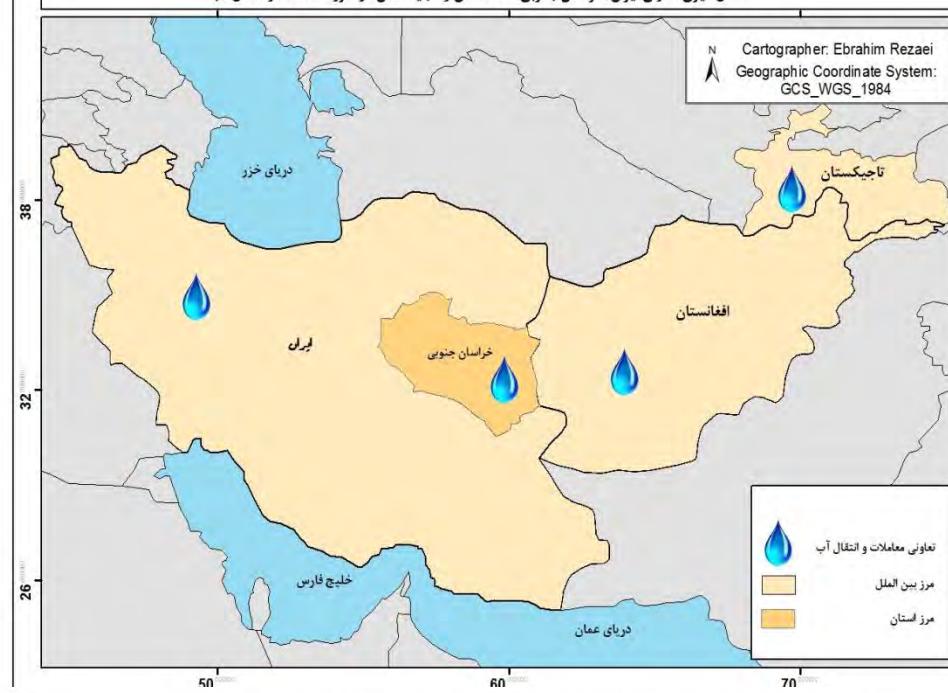 N
Cartographer: Ebrahim Rezaei
Geographic Coordinate System:
GCS_WGS_1984
دریای خزر
تاجیکستان
38
افغانستان
ایران
خراسان جنوبی
32
تعاونی معاملات و انتقال آب
مرز بین الملل
مرز استان
26
خلیج فارس
دریای عمان
50
60
70